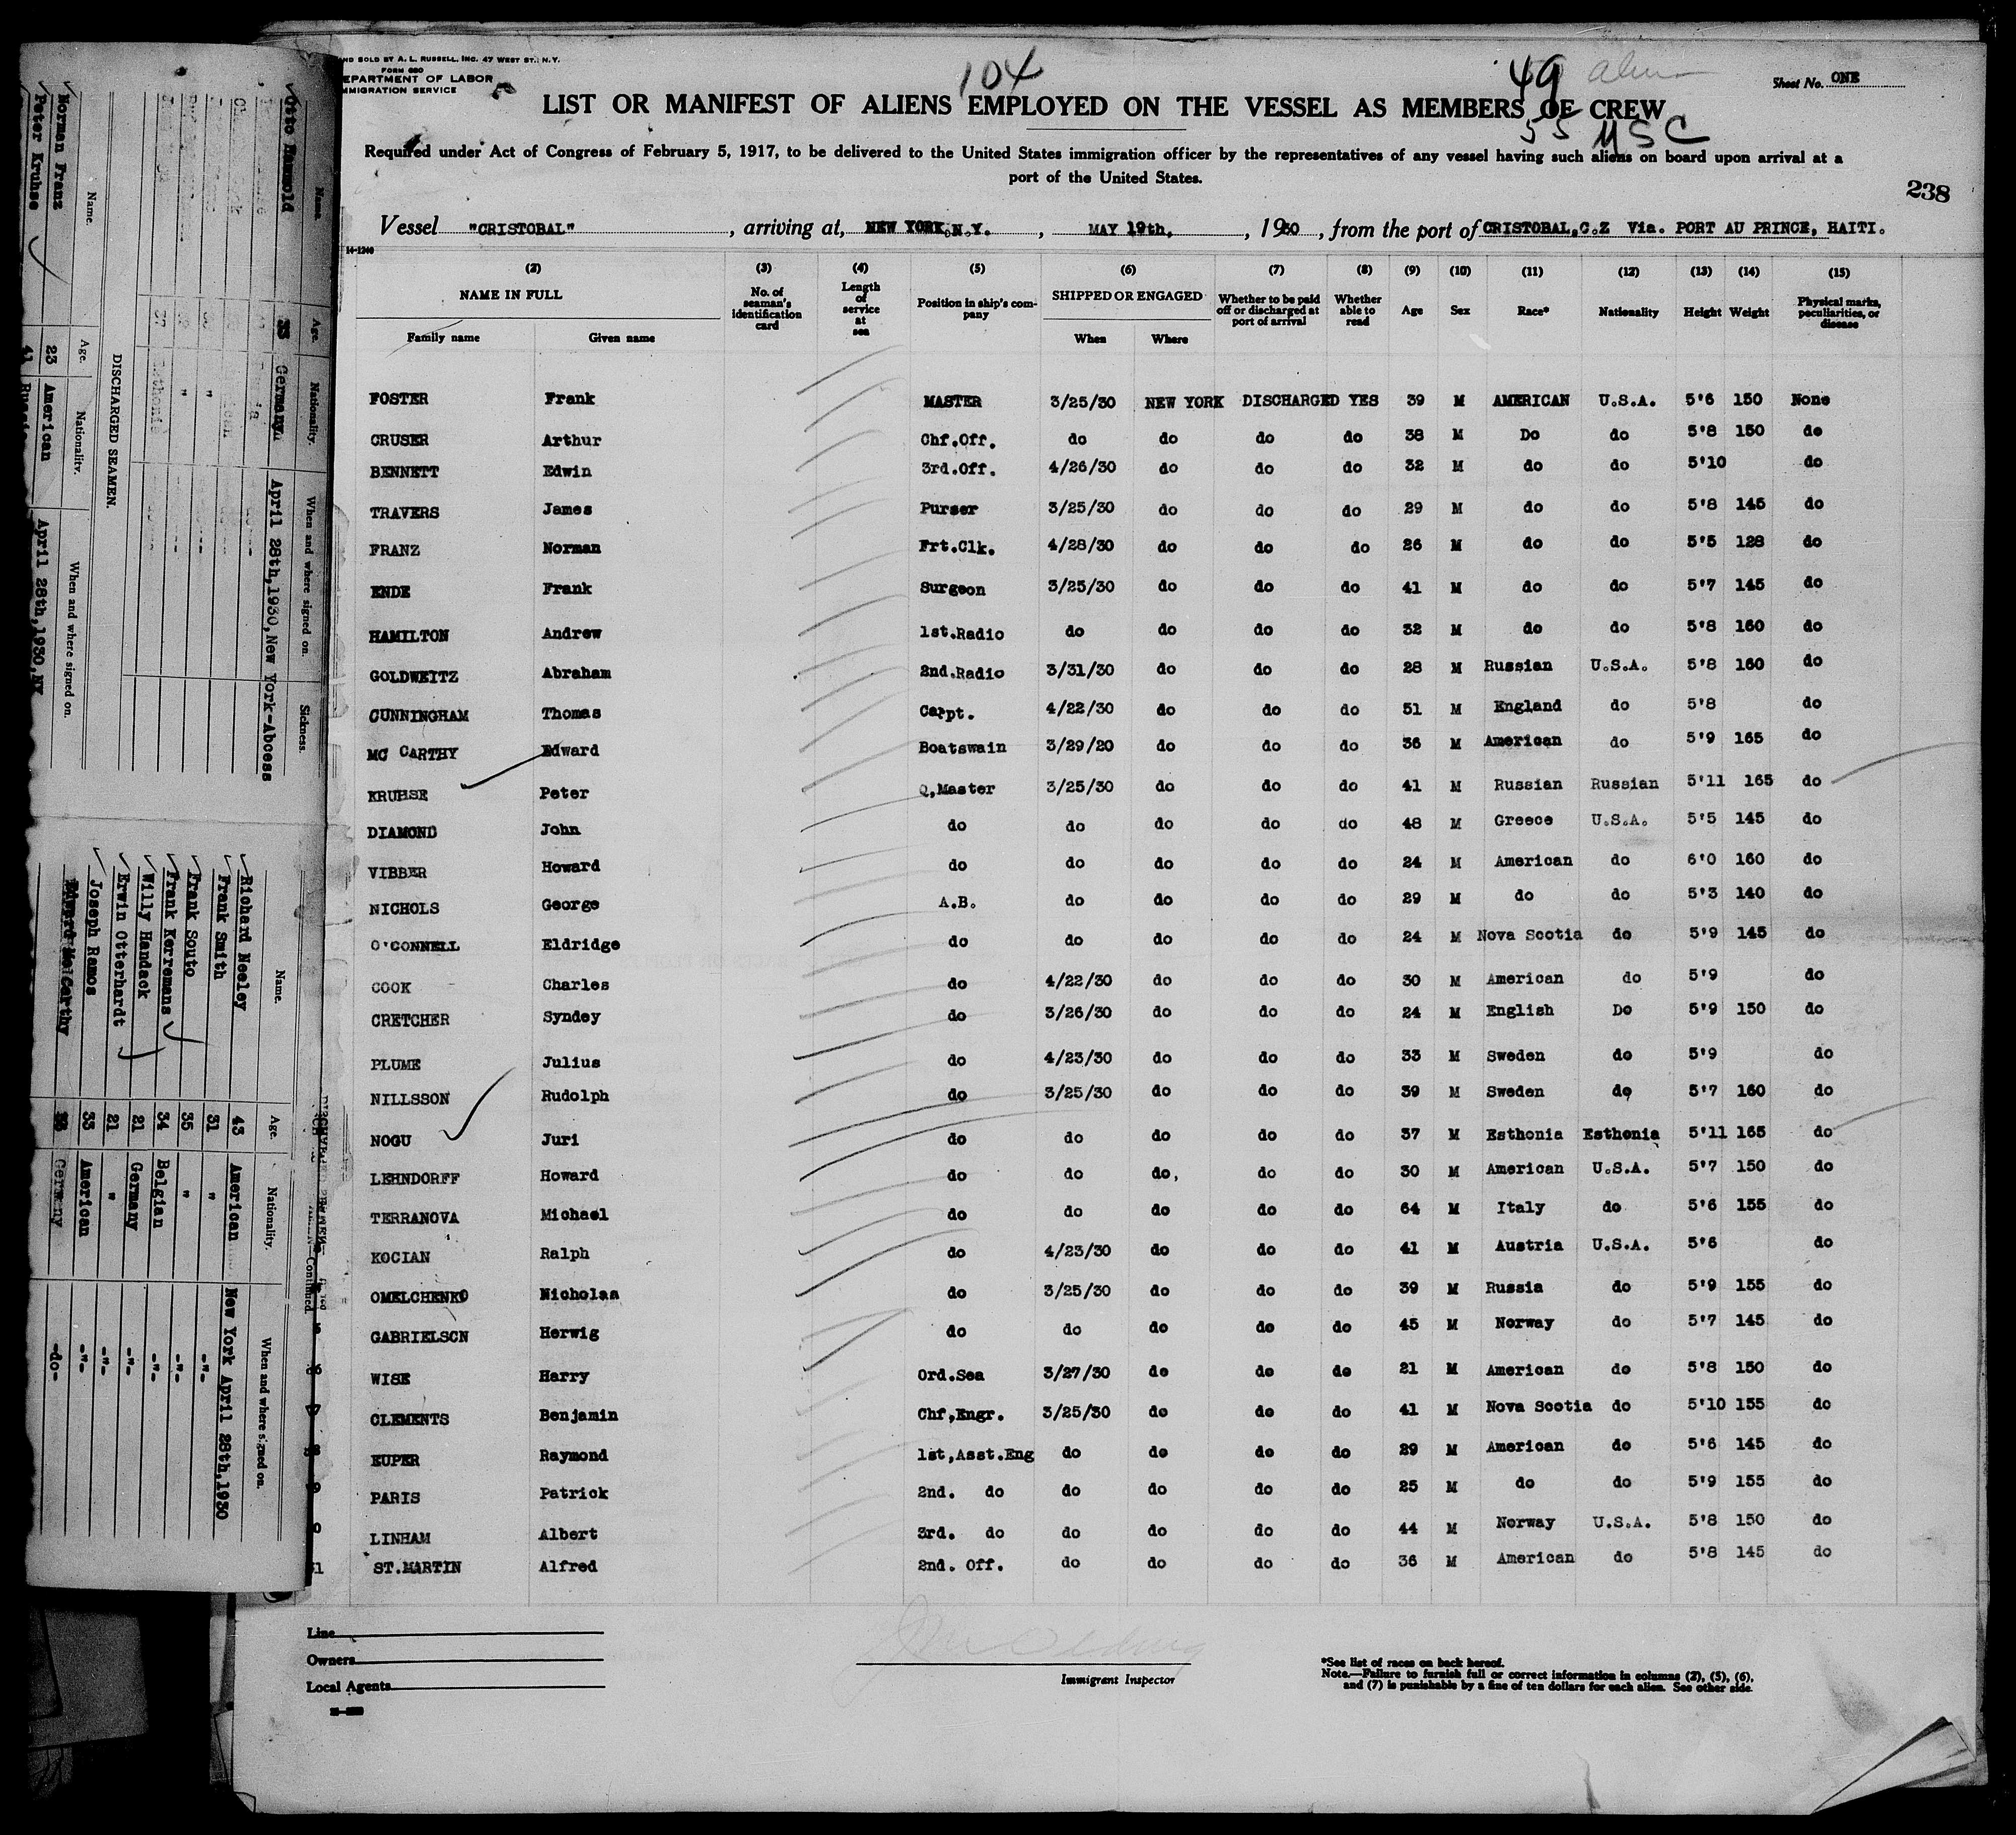 AND SOLD BY A. L. RUSSELL, INC. 47 WEST ST., N.Y.
FORM 680
DEPARTMENT OF LABOR
IMMIGRATION SERVICE
104
49
55 USC
Sheet No. ONE
LIST OR MANIFEST OF ALIENS EMPLOYED ON THE VESSEL AS MEMBERS OF CREW
Required under Act of Congress of February 5, 1917, to be delivered to the United States immigration officer by the representatives of any vessel having such aliens on board upon arrival at a
port of the United States.
238
Vessel "CRISTOBAL", arriving at, NEW YORK, N.Y., MAY 19th, 1930, from the port of CRISTOBAL, C.Z Via. PORT AU PRINCE, HAITI.
14-1240
(2) (3) (4) (5) (6) (7) (8) (9) (10) (11) (12) (13) (14) (15)
NAME IN FULL No. of seaman's identification card Length of service at sea Position in ship's company SHIPPED OR ENGAGED Whether to be paid off or discharged at port of arrival Whether able to read Age Sex Race* Nationality Height Weight Physical marks, peculiarities, or disease
Family name Given name When Where
FOSTER Frank MASTER 3/25/30 NEW YORK DISCHARGED YES 39 M AMERICAN U.S.A. 5'6 150 None
CRUSER Arthur Chf.Off. do do do do 38 M Do do 5'8 150 do
BENNETT Edwin 3rd.Off. 4/26/30 do do do 32 M do do 5'10 do
TRAVERS James Purser 3/25/30 do do do 29 M do do 5'8 145 do
FRANZ Norman Frt.Clk. 4/28/30 do do do 26 M do do 5'5 128 do
ENDE Frank Surgeon 3/25/30 do do do 41 M do do 5'7 145 do
HAMILTON Andrew 1st.Radio do do do do 32 M do do 5'8 160 do
GOLDWEITZ Abraham 2nd.Radio 3/31/30 do do do 28 M Russian U.S.A. 5'8 160 do
CUNNINGHAM Thomas Carpt. 4/22/30 do do do 51 M England do 5'8 do
MC CARTHY Edward Boatswain 3/29/20 do do do 36 M American do 5'9 165 do
KRUHSE Peter Q,Master 3/25/30 do do do 41 M Russian Russian 5'11 165 do
DIAMOND John do do do do do 48 M Greece U.S.A. 5'5 145 do
VIBBER Howard do do do do do 24 M American do 6'0 160 do
NICHOLS George A.B. do do do do 29 M do do 5'3 140 do
O'CONNELL Eldridge do do do do do 24 M Nova Scotia do 5'9 145 do
COOK Charles do 4/22/30 do do do 30 M American do 5'9 do
CRETCHER Syndey do 3/26/30 do do do 24 M English Do 5'9 150 do
PLUME Julius do 4/23/30 do do do 33 M Sweden do 5'9 do
NILLSSON Rudolph do 3/25/30 do do do 39 M Sweden do 5'7 160 do
NOGU Juri do do do do do 37 M Esthonia Esthonia 5'11 165 do
LEHNDORFF Howard do do do, do do 30 M American U.S.A. 5'7 150 do
TERRANOVA Michael do do do do do 64 M Italy do 5'6 155 do
KOCIAN Ralph do 4/23/30 do do do 41 M Austria U.S.A. 5'6 do
OMELCHENKO Nicholaa do 3/25/30 do do do 39 M Russia do 5'9 155 do
GABRIELSCN Herwig do do do do do 45 M Norway do 5'7 145 do
WISE Harry Ord.Sea 3/27/30 do do do 21 M American do 5'8 150 do
CLEMENTS Benjamin Chf,Engr. 3/25/30 do do do 41 M Nova Scotia do 5'10 155 do
EUPER Raymond 1st,Asst.Eng do do do do 29 M American do 5'6 145 do
PARIS Patrick 2nd. do do do do do 25 M do do 5'9 155 do
LINHAM Albert 3rd. do do do do do 44 M Norway U.S.A. 5'8 150 do
31 ST.MARTIN Alfred 2nd. Off. do do do do 36 M American do 5'8 145 do
Line
Owners
Local Agents
Immigrant Inspector
*See list of races on back hereof.
Note.—Failure to furnish full or correct information in columns (2), (5), (6),
and (7) is punishable by a fine of ten dollars for each alien. See other side.
Name. Age. Nationality. When and where signed on. Sickness.
Otto 33 Germany April 28th,1930, New York-Abcess
DISCHARGED SEAMEN.
Name. Age. Nationality. When and where signed on.
Norman Franz 23 American April 28th,1930,NY
Peter Kruhse 41
Name. Age. Nationality. When and where signed on.
Richard Neeley 43 American New York April 28th,1930
Frank Smith 31 " -"-
Frank Souto 35 " -"-
Frank Kerremans 34 Belgian -"-
Willy Handack 21 Germany -"-
Erwin Otterhardt 21 " -"-
Joseph Ramos 33 American -"-
Edward McCarthy Germany -do-